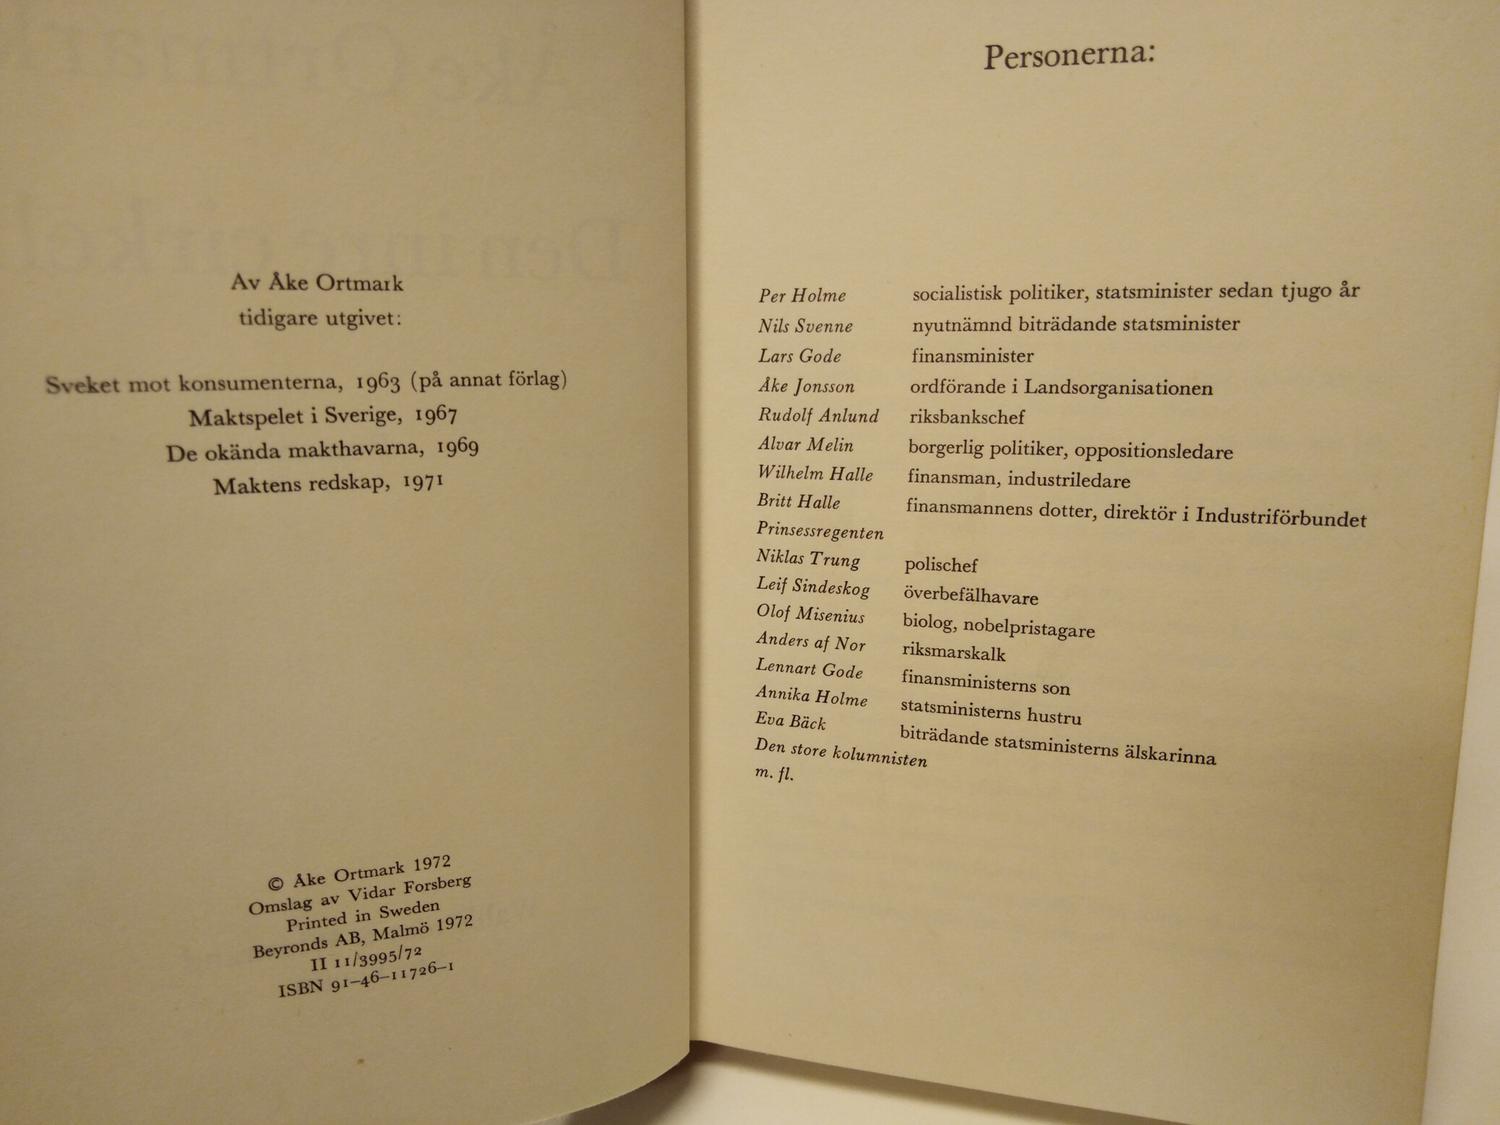 Av Åke Ortmark
tidigare utgivet:
Sveket mot konsumenterna, 1963 (på annat förlag)
Maktspelet i Sverige, 1967
De okända makthavarna, 1969
Maktens redskap, 1971
© Åke Ortmark 1972
Omslag av Vidar Forsberg
Printed in Sweden
Beyronds AB, Malmö 1972
II 11/3995/72
ISBN 91-46-11726-1
Personerna:
Per Holme socialistisk politiker, statsminister sedan tjugo år
Nils Svenne nyutnämnd biträdande statsminister
Lars Gode finansminister
Åke Jonsson ordförande i Landsorganisationen
Rudolf Anlund riksbankschef
Alvar Melin borgerlig politiker, oppositionsledare
Wilhelm Halle finansman, industriledare
Britt Halle finansmannens dotter, direktör i Industriförbundet
Prinsessregenten
Niklas Trung polischef
Leif Sindeskog överbefälhavare
Olof Misenius biolog, nobelpristagare
Anders af Nor riksmarskalk
Lennart Gode finansministerns son
Annika Holme statsministerns hustru
Eva Bäck biträdande statsministerns älskarinna
Den store kolumnisten
m. fl.